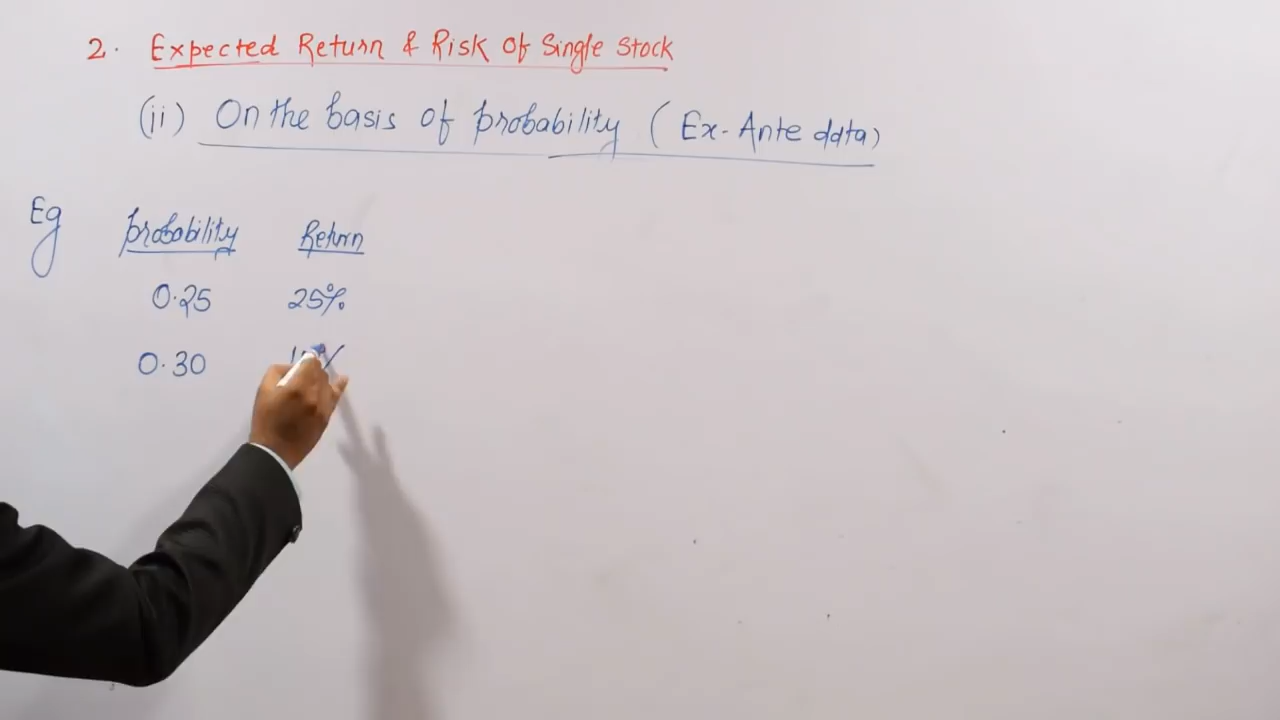 2. Expected Return & Risk Of Single Stock
(ii) On the basis of probability (Ex-Ante data)
Eg probability Return
0.25 25%
0.30